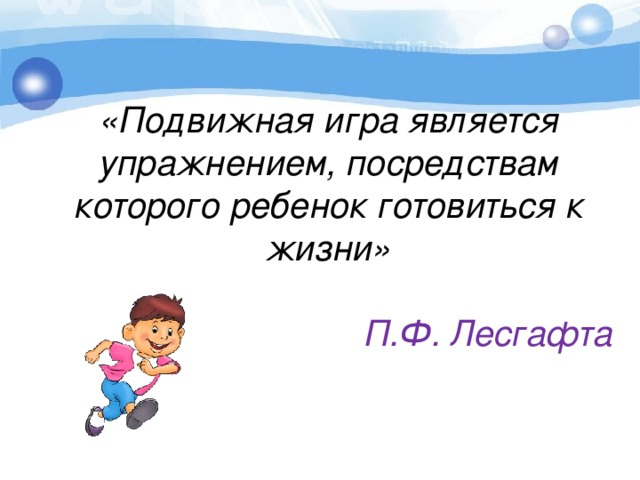 «Подвижная игра является
упражнением, посредствам
которого ребенок готовиться к
жизни»
П.Ф. Лесгафта